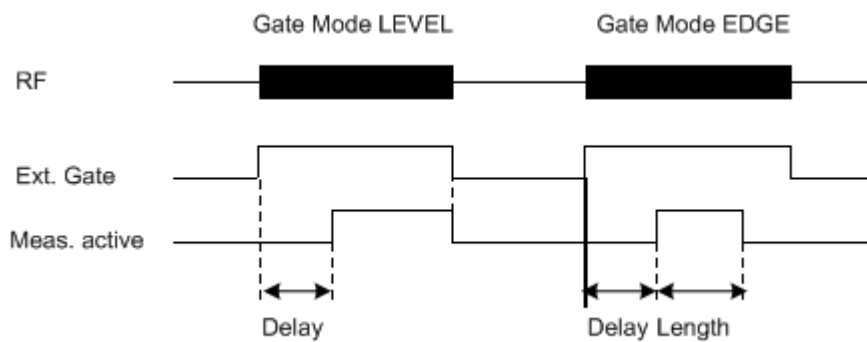 Gate Mode LEVEL Gate Mode EDGE
RF
Ext. Gate
Meas. active
Delay Delay Length